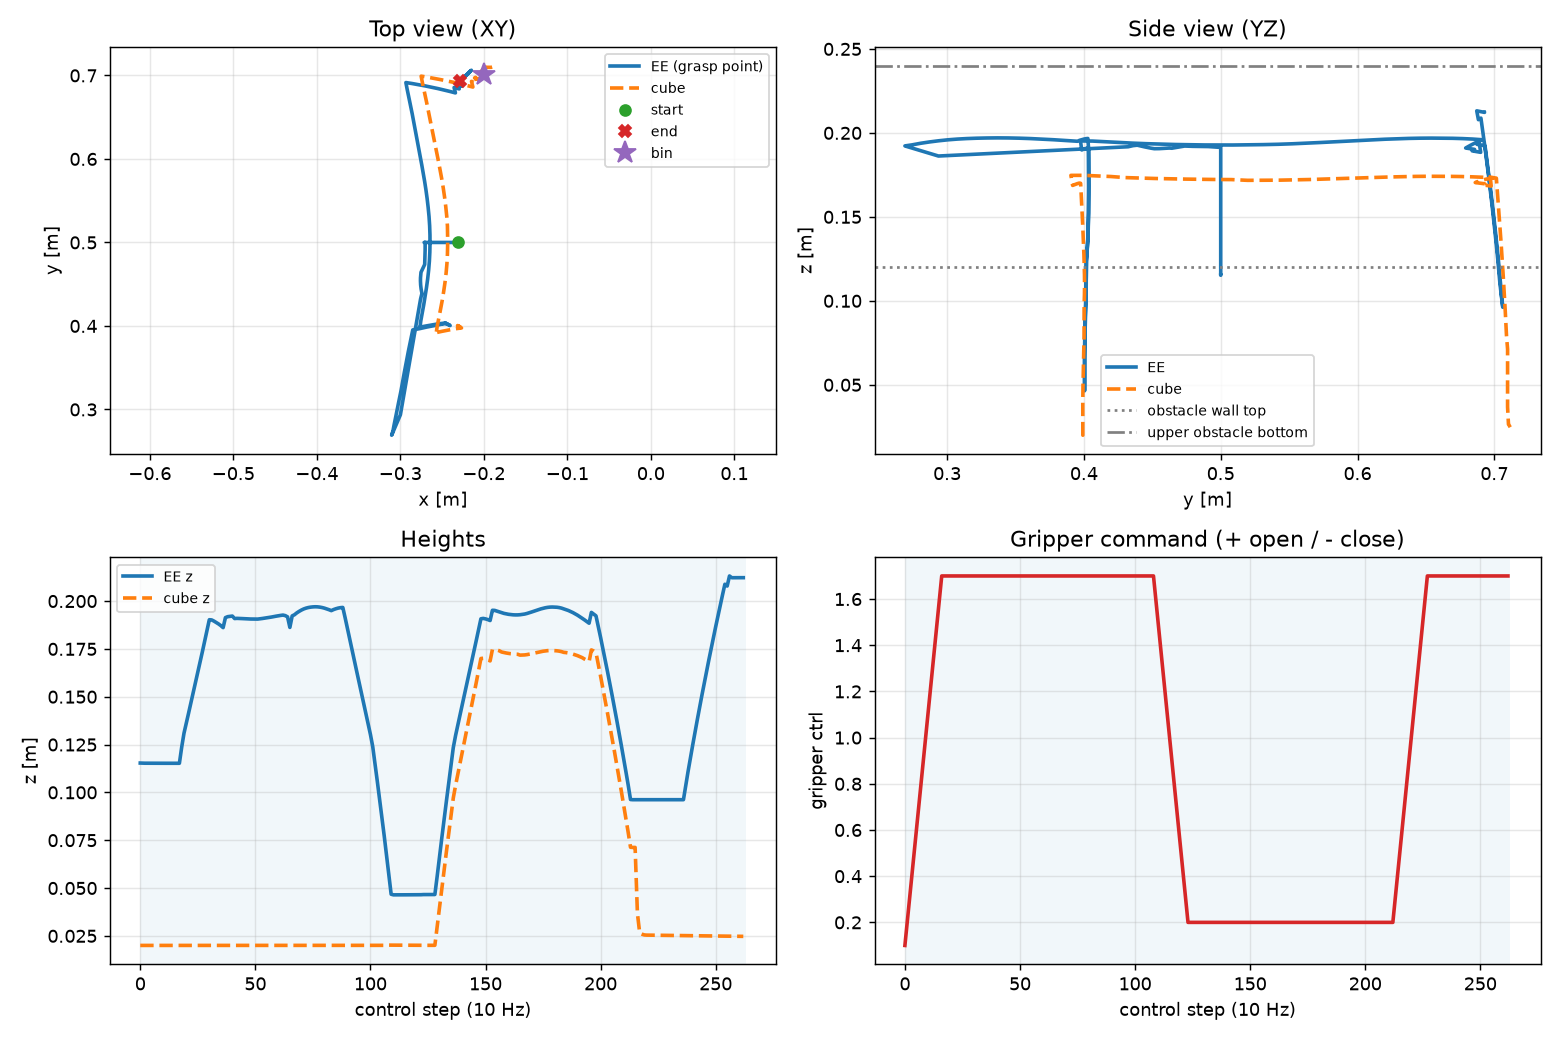 Top view (XY)
y [m]
0.7
0.6
0.5
0.4
0.3
−0.6
−0.5
−0.4
−0.3
−0.2
−0.1
0.0
0.1
x [m]
EE (grasp point)
cube
start
end
bin
Side view (YZ)
z [m]
0.25
0.20
0.15
0.10
0.05
0.3
0.4
0.5
0.6
0.7
y [m]
EE
cube
obstacle wall top
upper obstacle bottom
Heights
z [m]
0.200
0.175
0.150
0.125
0.100
0.075
0.050
0.025
0
50
100
150
200
250
control step (10 Hz)
EE z
cube z
Gripper command (+ open / - close)
gripper ctrl
1.6
1.4
1.2
1.0
0.8
0.6
0.4
0.2
0
50
100
150
200
250
control step (10 Hz)